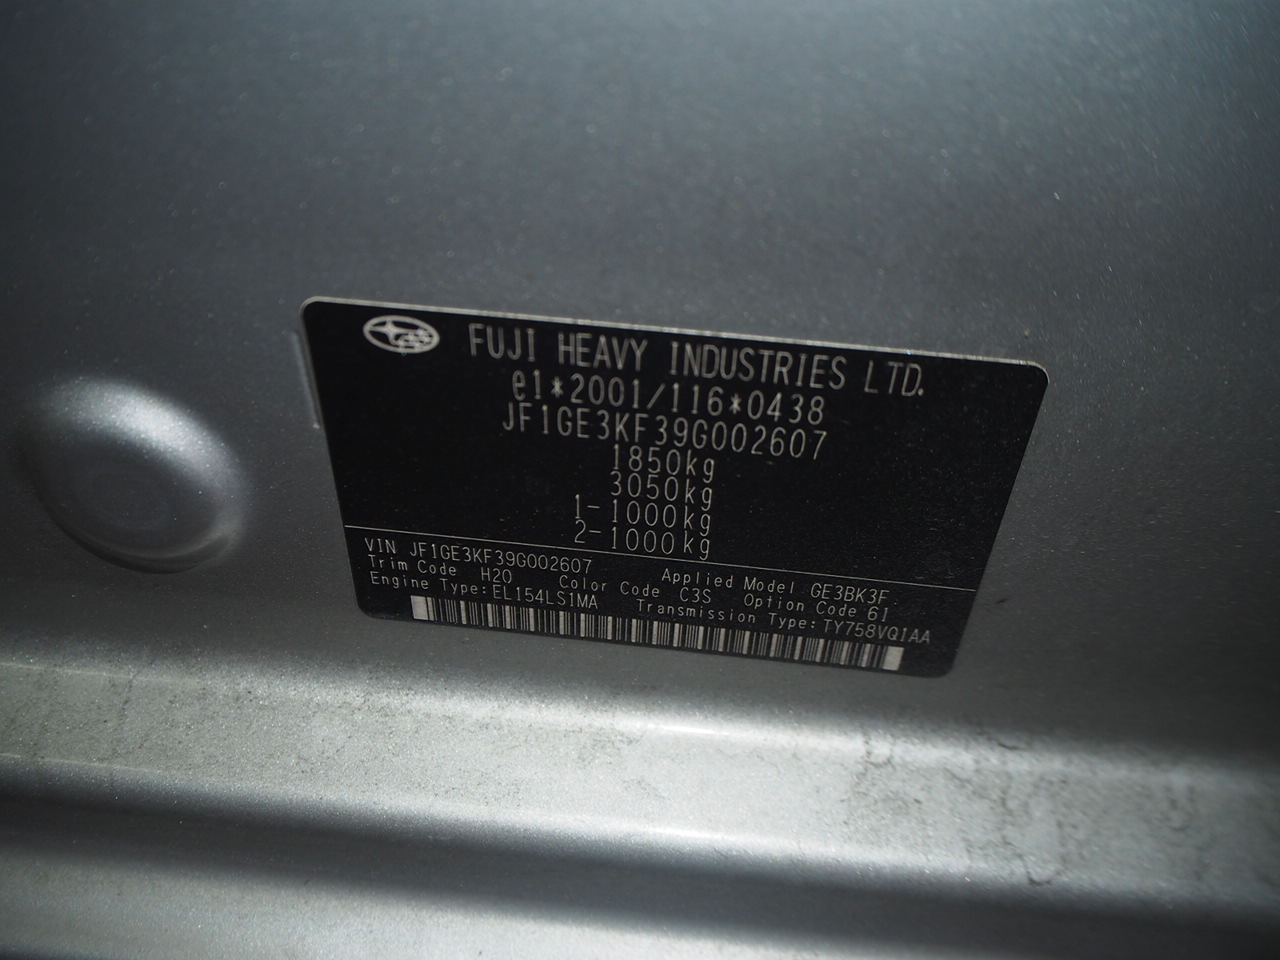 FUJI HEAVY INDUSTRIES LTD.
e1*2001/116*0438
JF1GE3KF39G002607
1850kg
3050kg
1-1000kg
2-1000kg
VIN JF1GE3KF39G002607 Applied Model GE3BK3F
Trim Code H20 Color Code C3S Option Code 61
Engine Type:EL154LS1MA Transmission Type:TY758VQ1AA